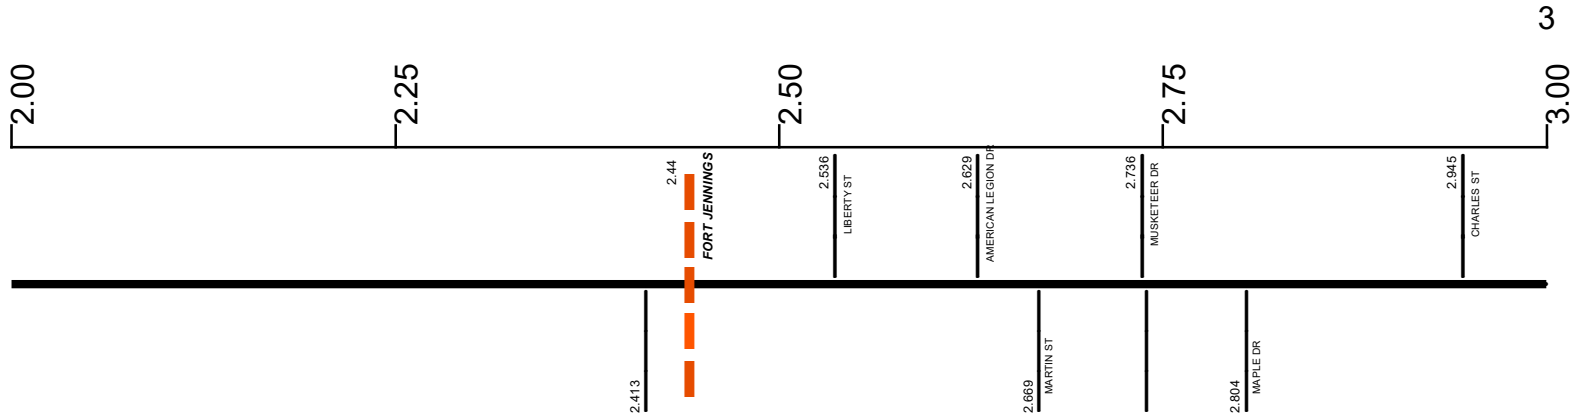 3
2.00
2.25
2.50
2.75
3.00
2.44
FORT JENNINGS
2.536
LIBERTY ST
2.629
AMERICAN LEGION DR
2.736
MUSKETEER DR
2.945
CHARLES ST
2.413
2.669
MARTIN ST
2.804
MAPLE DR